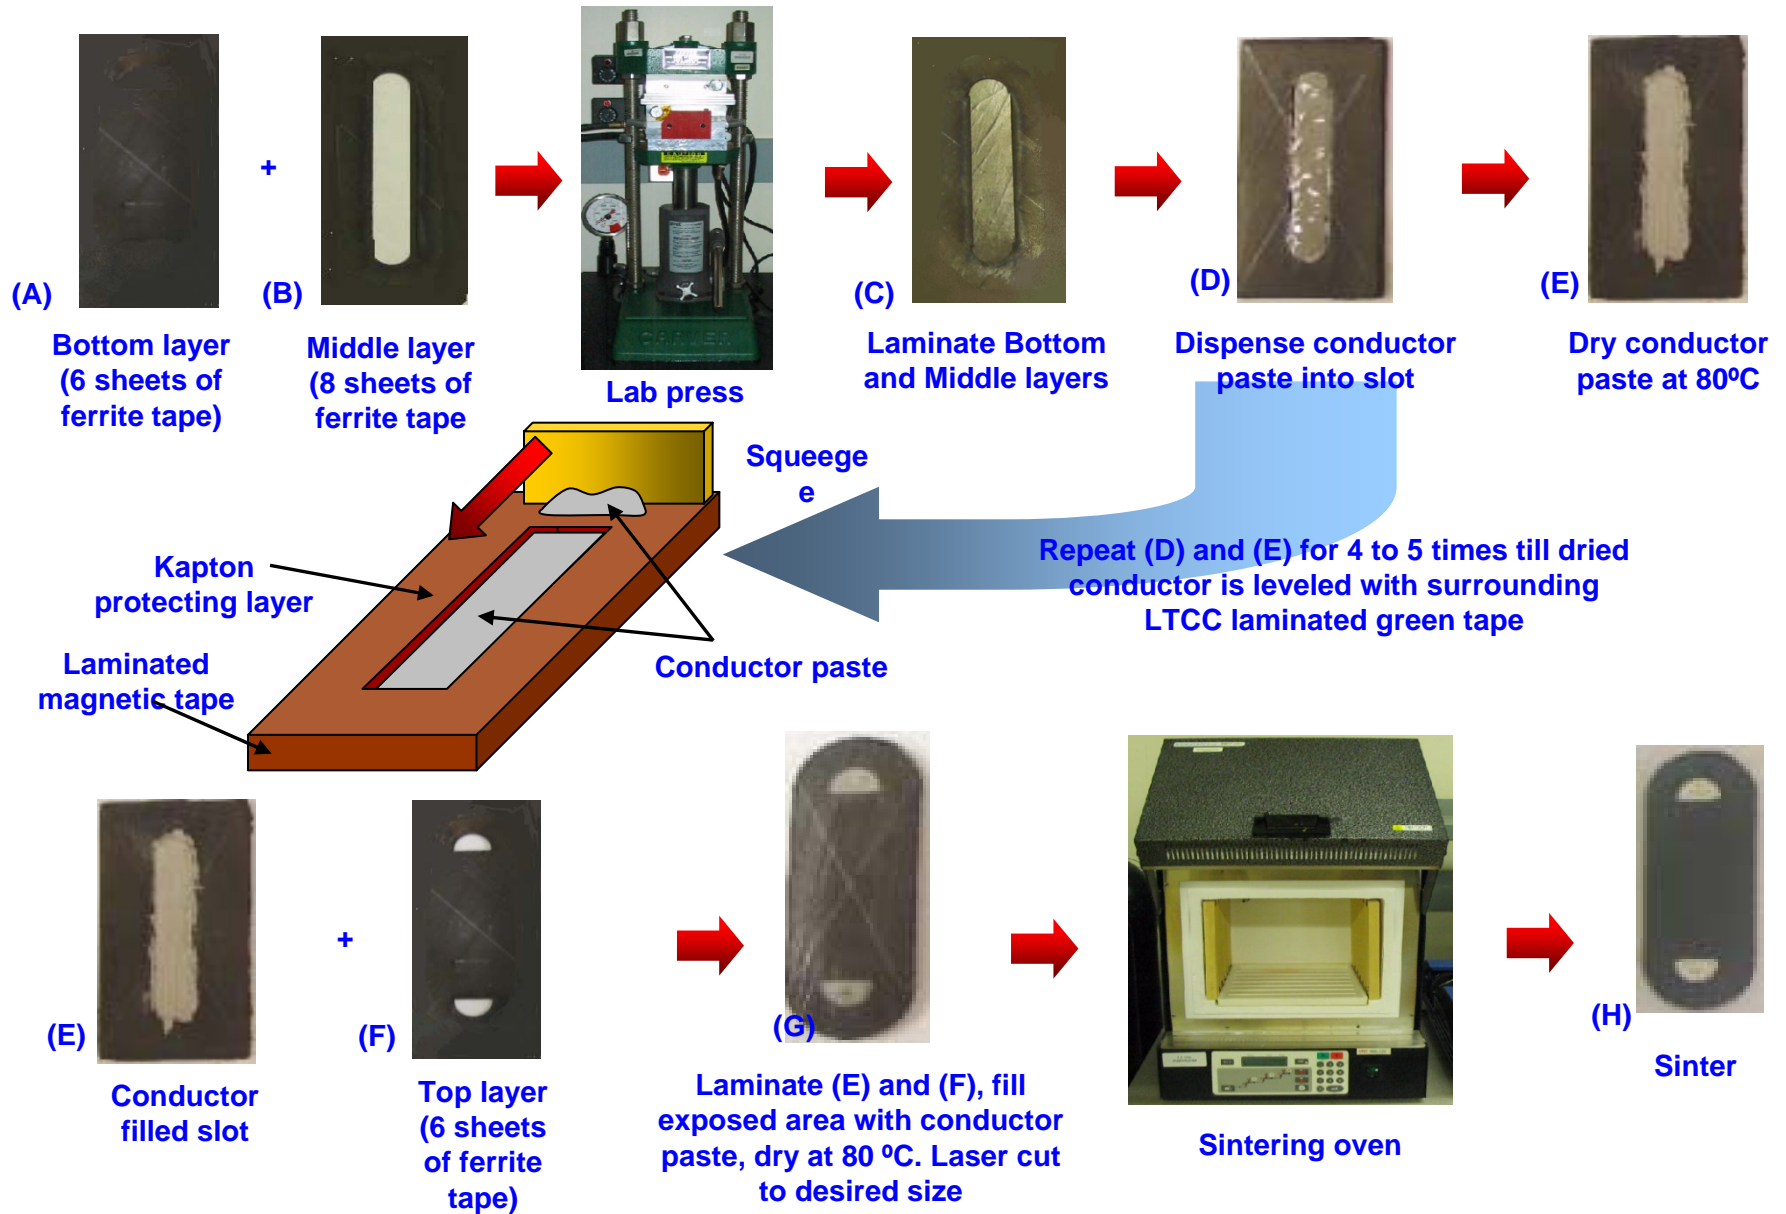 +
(A)
Bottom layer
(6 sheets of
ferrite tape)
(B)
Middle layer
(8 sheets of
ferrite tape
CARVER
Lab press
(C)
Laminate Bottom
and Middle layers
(D)
Dispense conductor
paste into slot
(E)
Dry conductor
paste at 80ºC
Squeege
e
Repeat (D) and (E) for 4 to 5 times till dried
conductor is leveled with surrounding
LTCC laminated green tape
Kapton
protecting layer
Laminated
magnetic tape
Conductor paste
(E)
Conductor
filled slot
+
(F)
Top layer
(6 sheets
of ferrite
tape)
(G)
Laminate (E) and (F), fill
exposed area with conductor
paste, dry at 80 ºC. Laser cut
to desired size
Sintering oven
(H)
Sinter